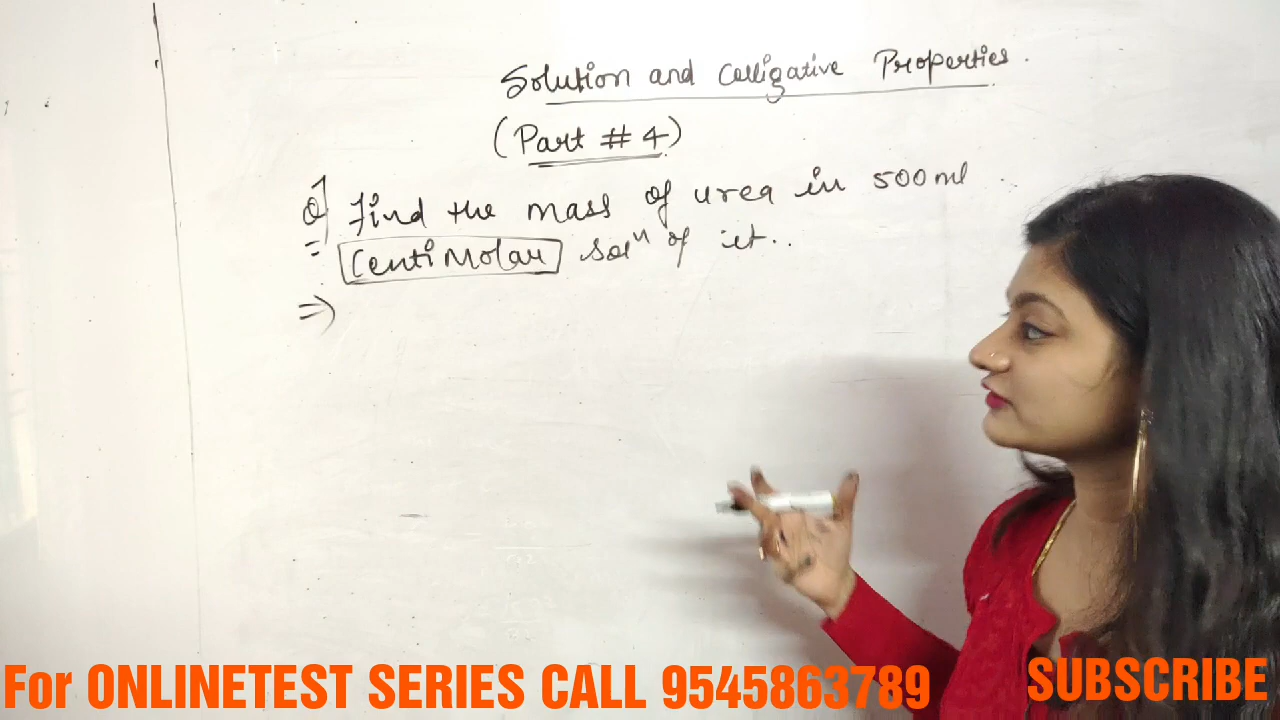 Solution and Colligative Properties.
(Part # 4)
Q] find the mass of urea in 500ml
CentiMolar solⁿ of it..
=>
For ONLINETEST SERIES CALL 9545863789
SUBSCRIBE